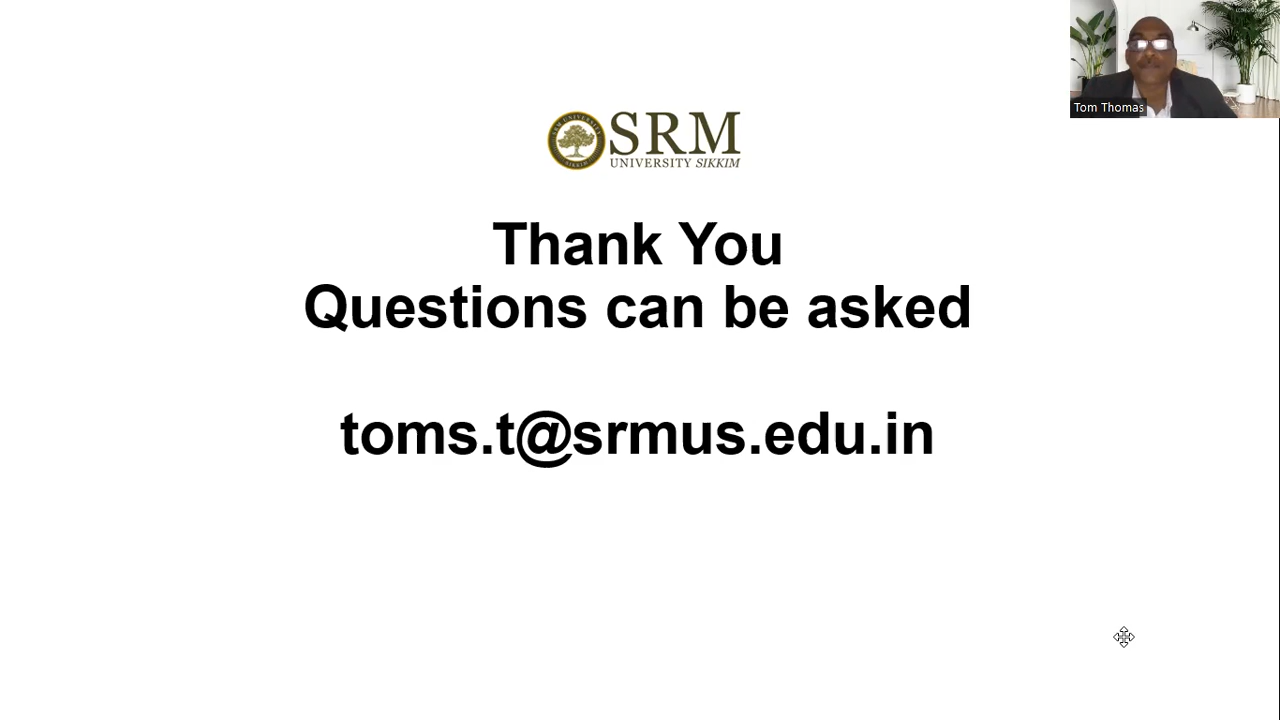 SRM
UNIVERSITY SIKKIM
Thank You
Questions can be asked
toms.t@srmus.edu.in
Tom Thomas